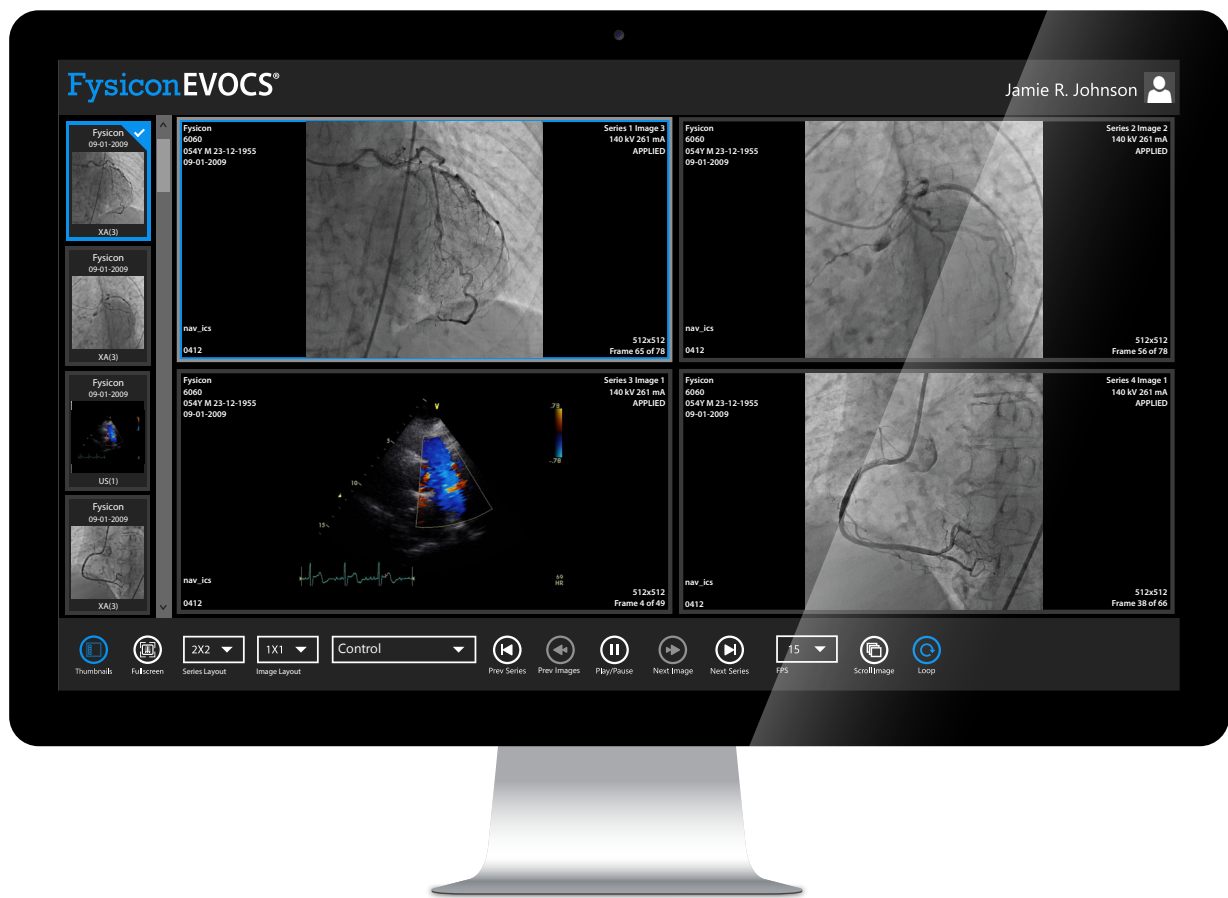 FysiconEVOCS®
Jamie R. Johnson
Fysicon
09-01-2009
XA(3)
Fysicon
09-01-2009
XA(3)
Fysicon
09-01-2009
US(1)
Fysicon
09-01-2009
XA(3)
Fysicon
6060
054Y M 23-12-1955
09-01-2009
Series 1 Image 3
140 kV 261 mA
APPLIED
nav_ics
0412
512x512
Frame 65 of 78
Fysicon
6060
054Y M 23-12-1955
09-01-2009
Series 2 Image 2
140 kV 261 mA
APPLIED
nav_ics
0412
512x512
Frame 56 of 78
Fysicon
6060
054Y M 23-12-1955
09-01-2009
Series 3 Image 1
140 kV 261 mA
APPLIED
V
5
10
15
.78
-.78
69
HR
nav_ics
0412
512x512
Frame 4 of 49
Fysicon
6060
054Y M 23-12-1955
09-01-2009
Series 4 Image 1
140 kV 261 mA
APPLIED
nav_ics
0412
512x512
Frame 38 of 66
Thumbnails
Fullscreen
2X2
Series Layout
1X1
Image Layout
Control
Prev Series
Prev Images
Play/Pause
Next Image
Next Series
15
FPS
Scroll Image
Loop